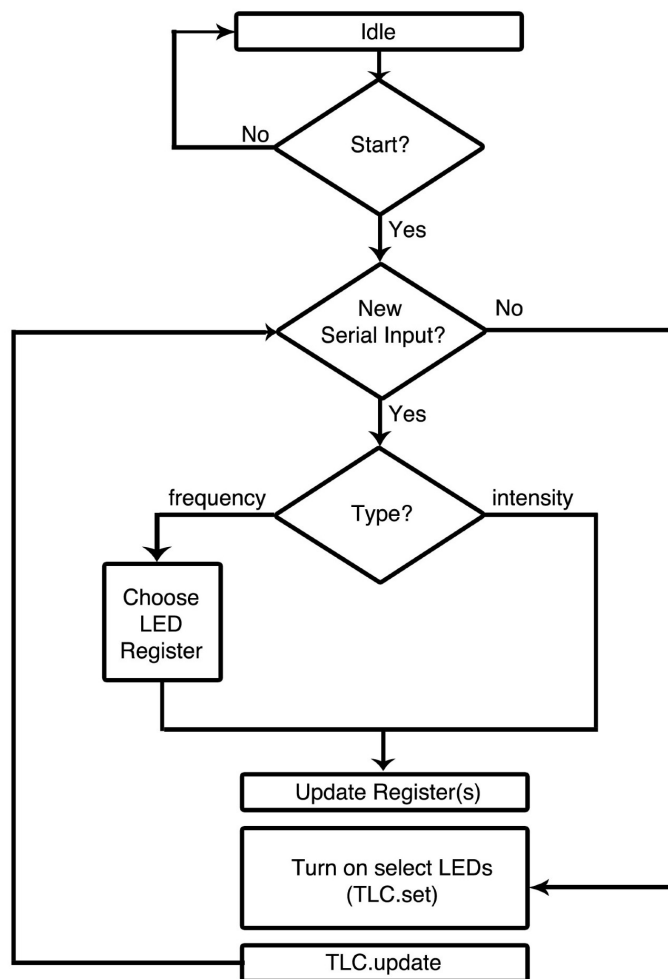 Idle
No
Start?
Yes
New
Serial Input?
No
Yes
frequency
Type?
intensity
Choose
LED
Register
Update Register(s)
Turn on select LEDs
(TLC.set)
TLC.update